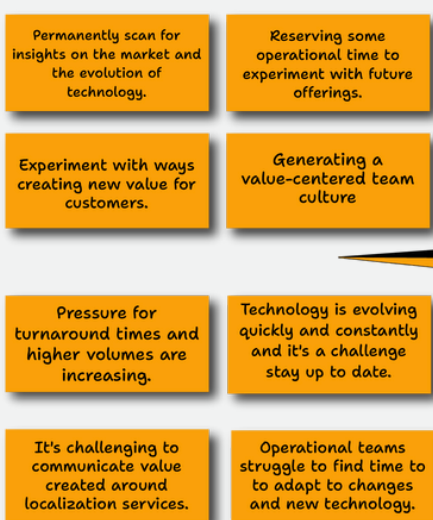 Permanently scan for
insights on the market and
the evolution of
technology.
Reserving some
operational time to
experiment with future
offerings.
Experiment with ways
creating new value for
customers.
Generating a
value-centered team
culture
Pressure for
turnaround times and
higher volumes are
increasing.
Technology is evolving
quickly and constantly
and it's a challenge
stay up to date.
It's challenging to
communicate value
created around
localization services.
Operational teams
struggle to find time to
to adapt to changes
and new technology.